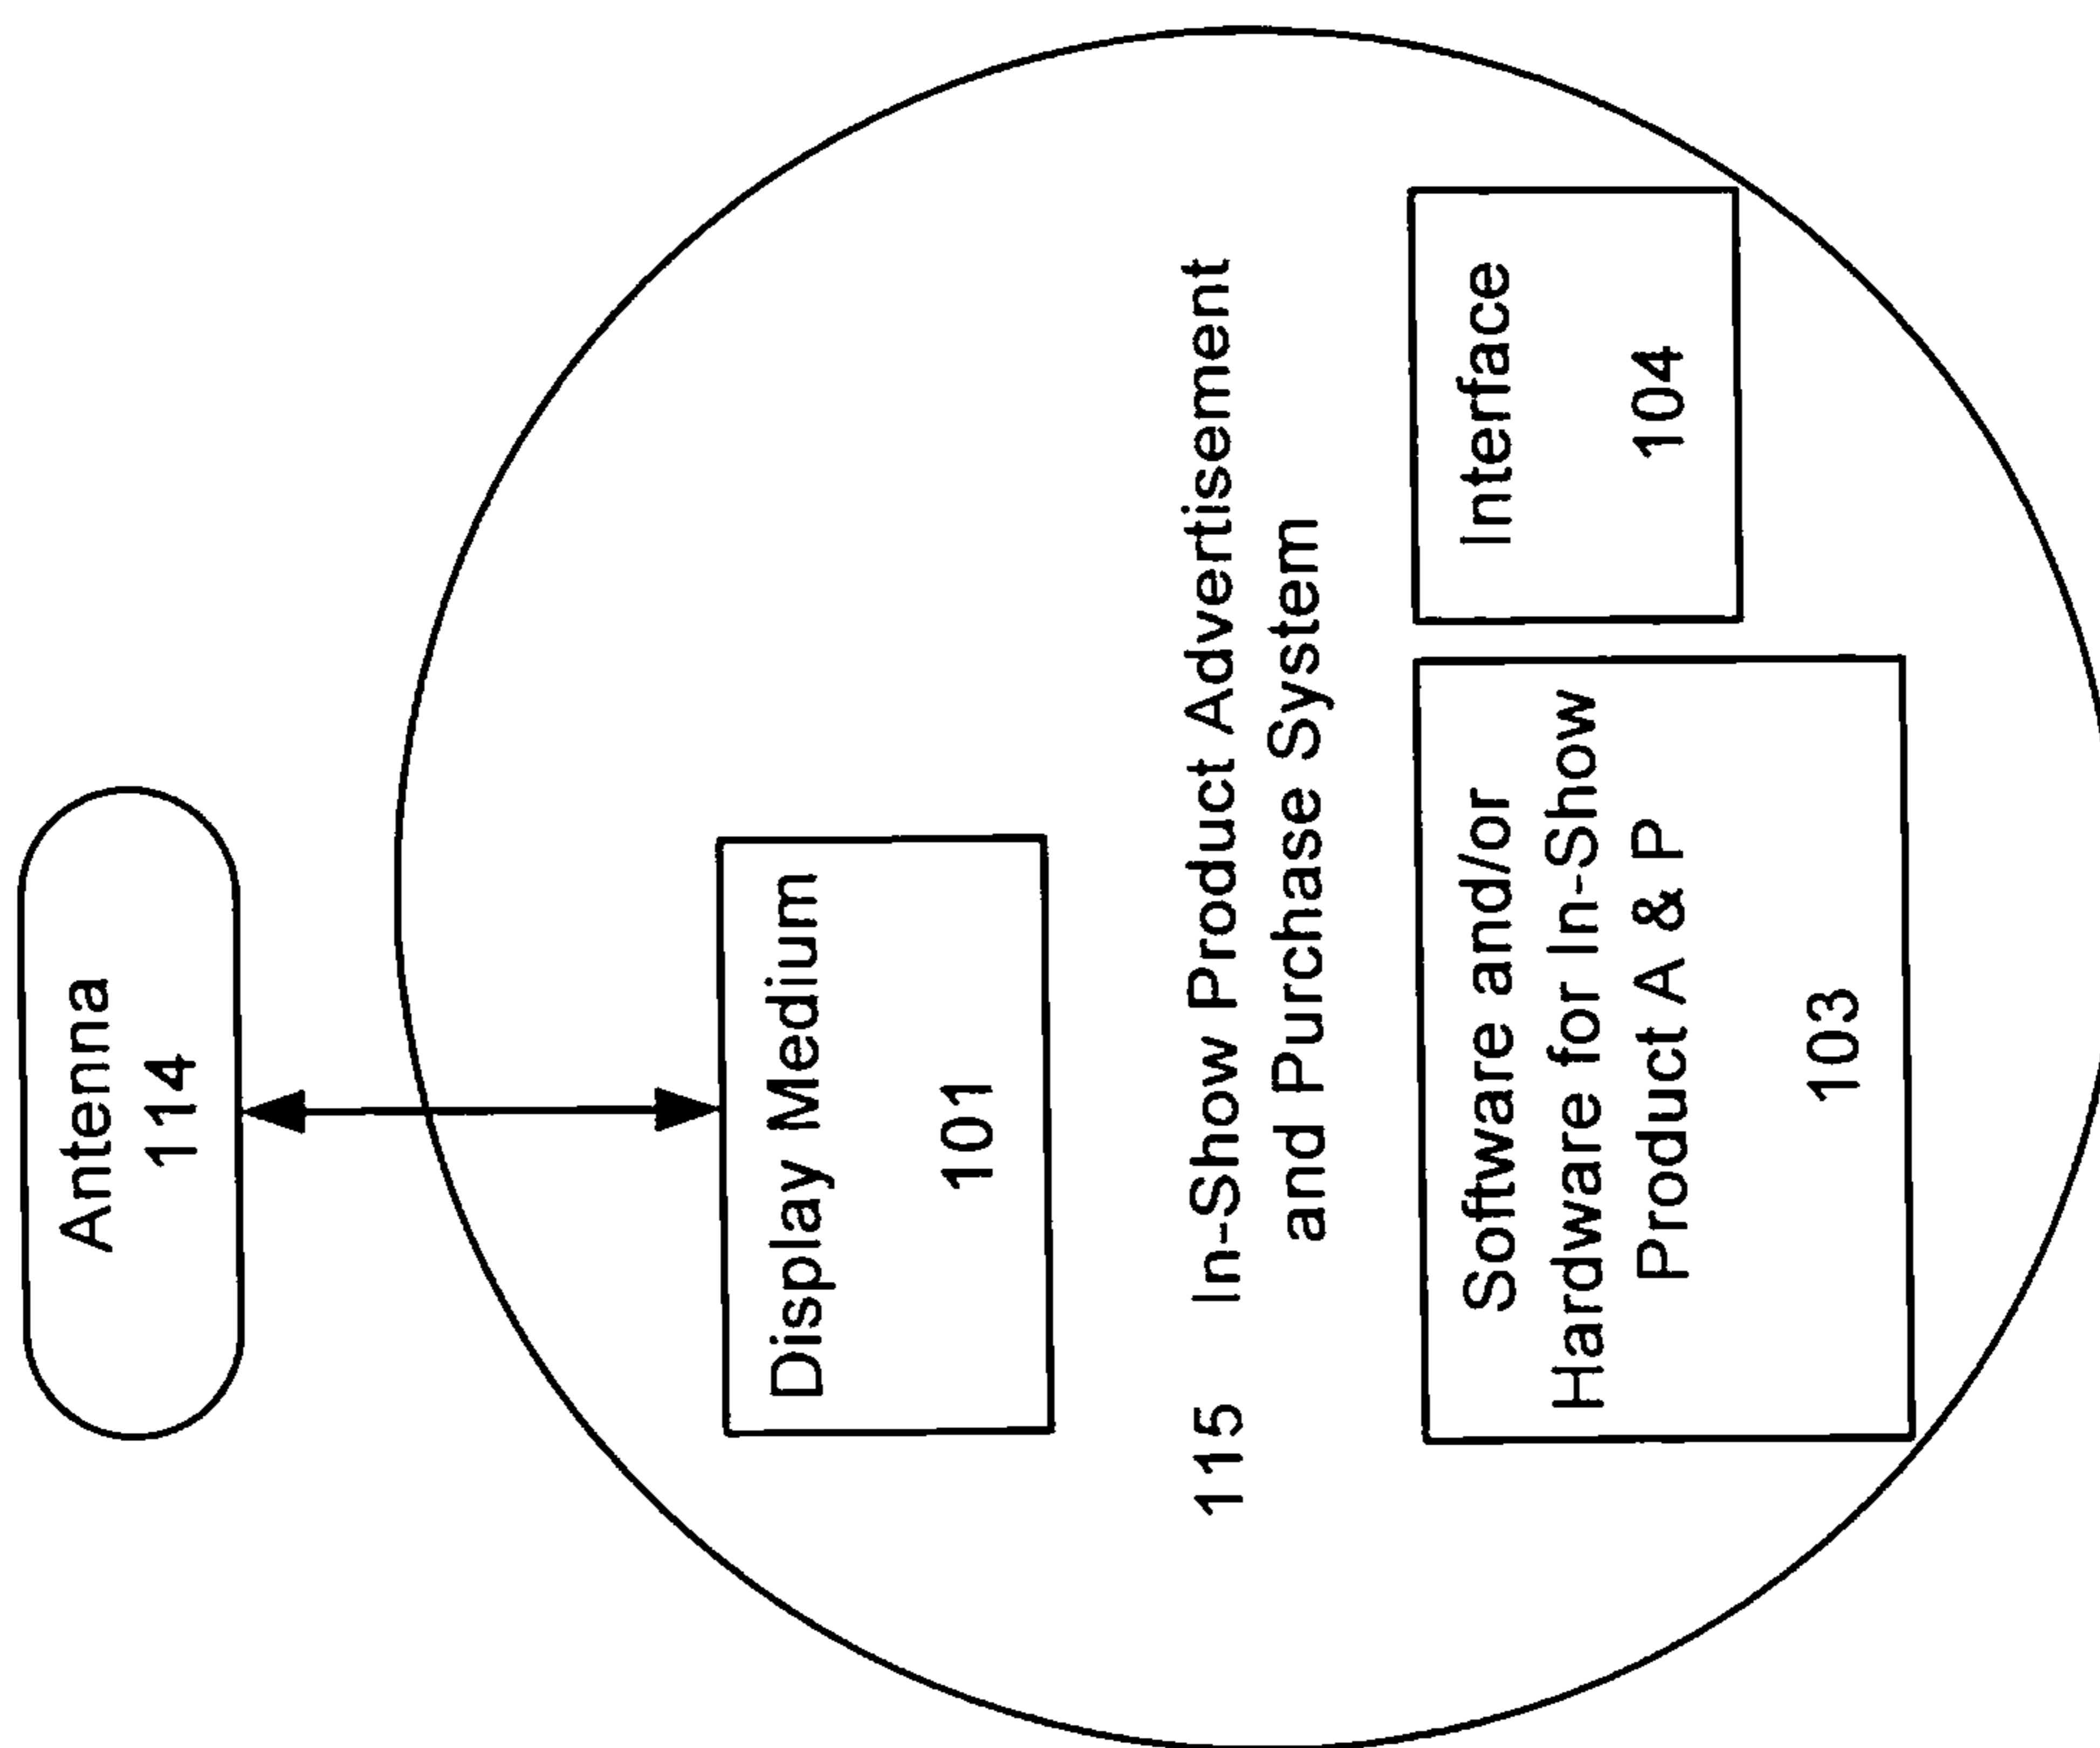 Antenna
114
Display Medium
101
115 In-Show Product Advertisement
and Purchase System
Software and/or
Hardware for In-Show
Product A & P
103
Interface
104